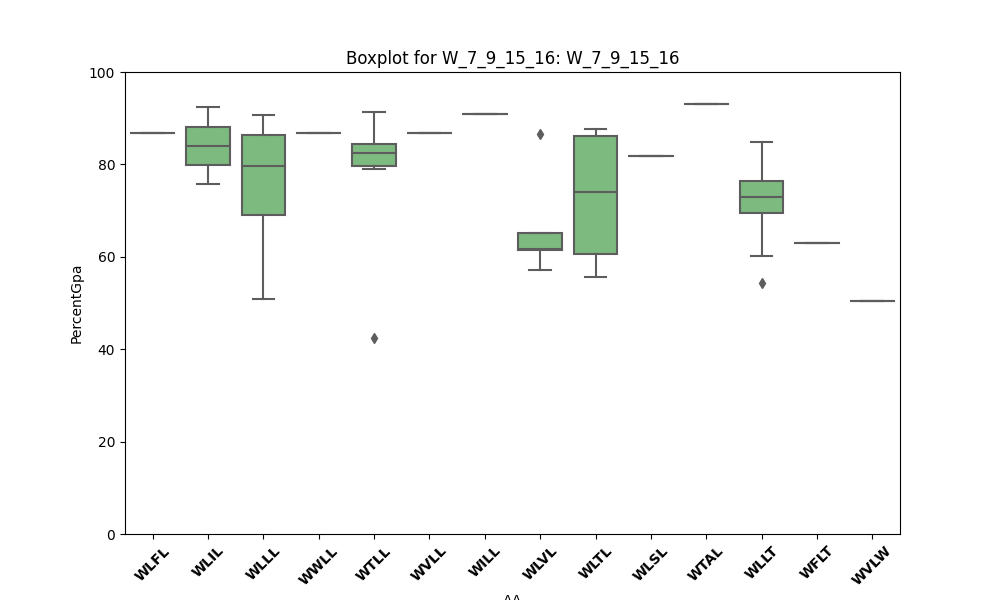 Boxplot for W_7_9_15_16: W_7_9_15_16
100
80
60
40
20
0
PercentGpa
WLFL WLIL WLLL WWLL WTLL WVLL WILL WLVL WLTL WLSL WTAL WLLT WFLT WVLW
AA